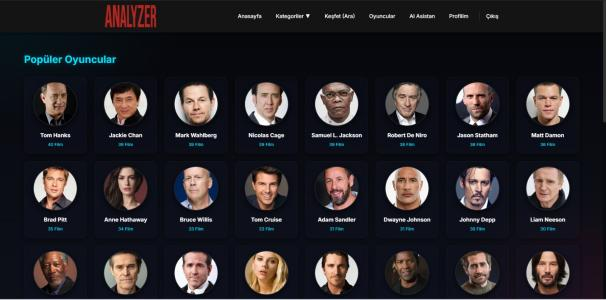 ANALYZER
Anasayfa Kategoriler ▼ Keşfet (Ara) Oyuncular AI Asistan Profilim Çıkış
Popüler Oyuncular
Tom Hanks Jackie Chan Mark Wahlberg Nicolas Cage Samuel L. Jackson Robert De Niro Jason Statham Matt Damon
40 Film 39 Film 39 Film 39 Film 38 Film 38 Film 38 Film 36 Film
Brad Pitt Anne Hathaway Bruce Willis Tom Cruise Adam Sandler Dwayne Johnson Johnny Depp Liam Neeson
35 Film 34 Film 33 Film 33 Film 31 Film 31 Film 30 Film 30 Film